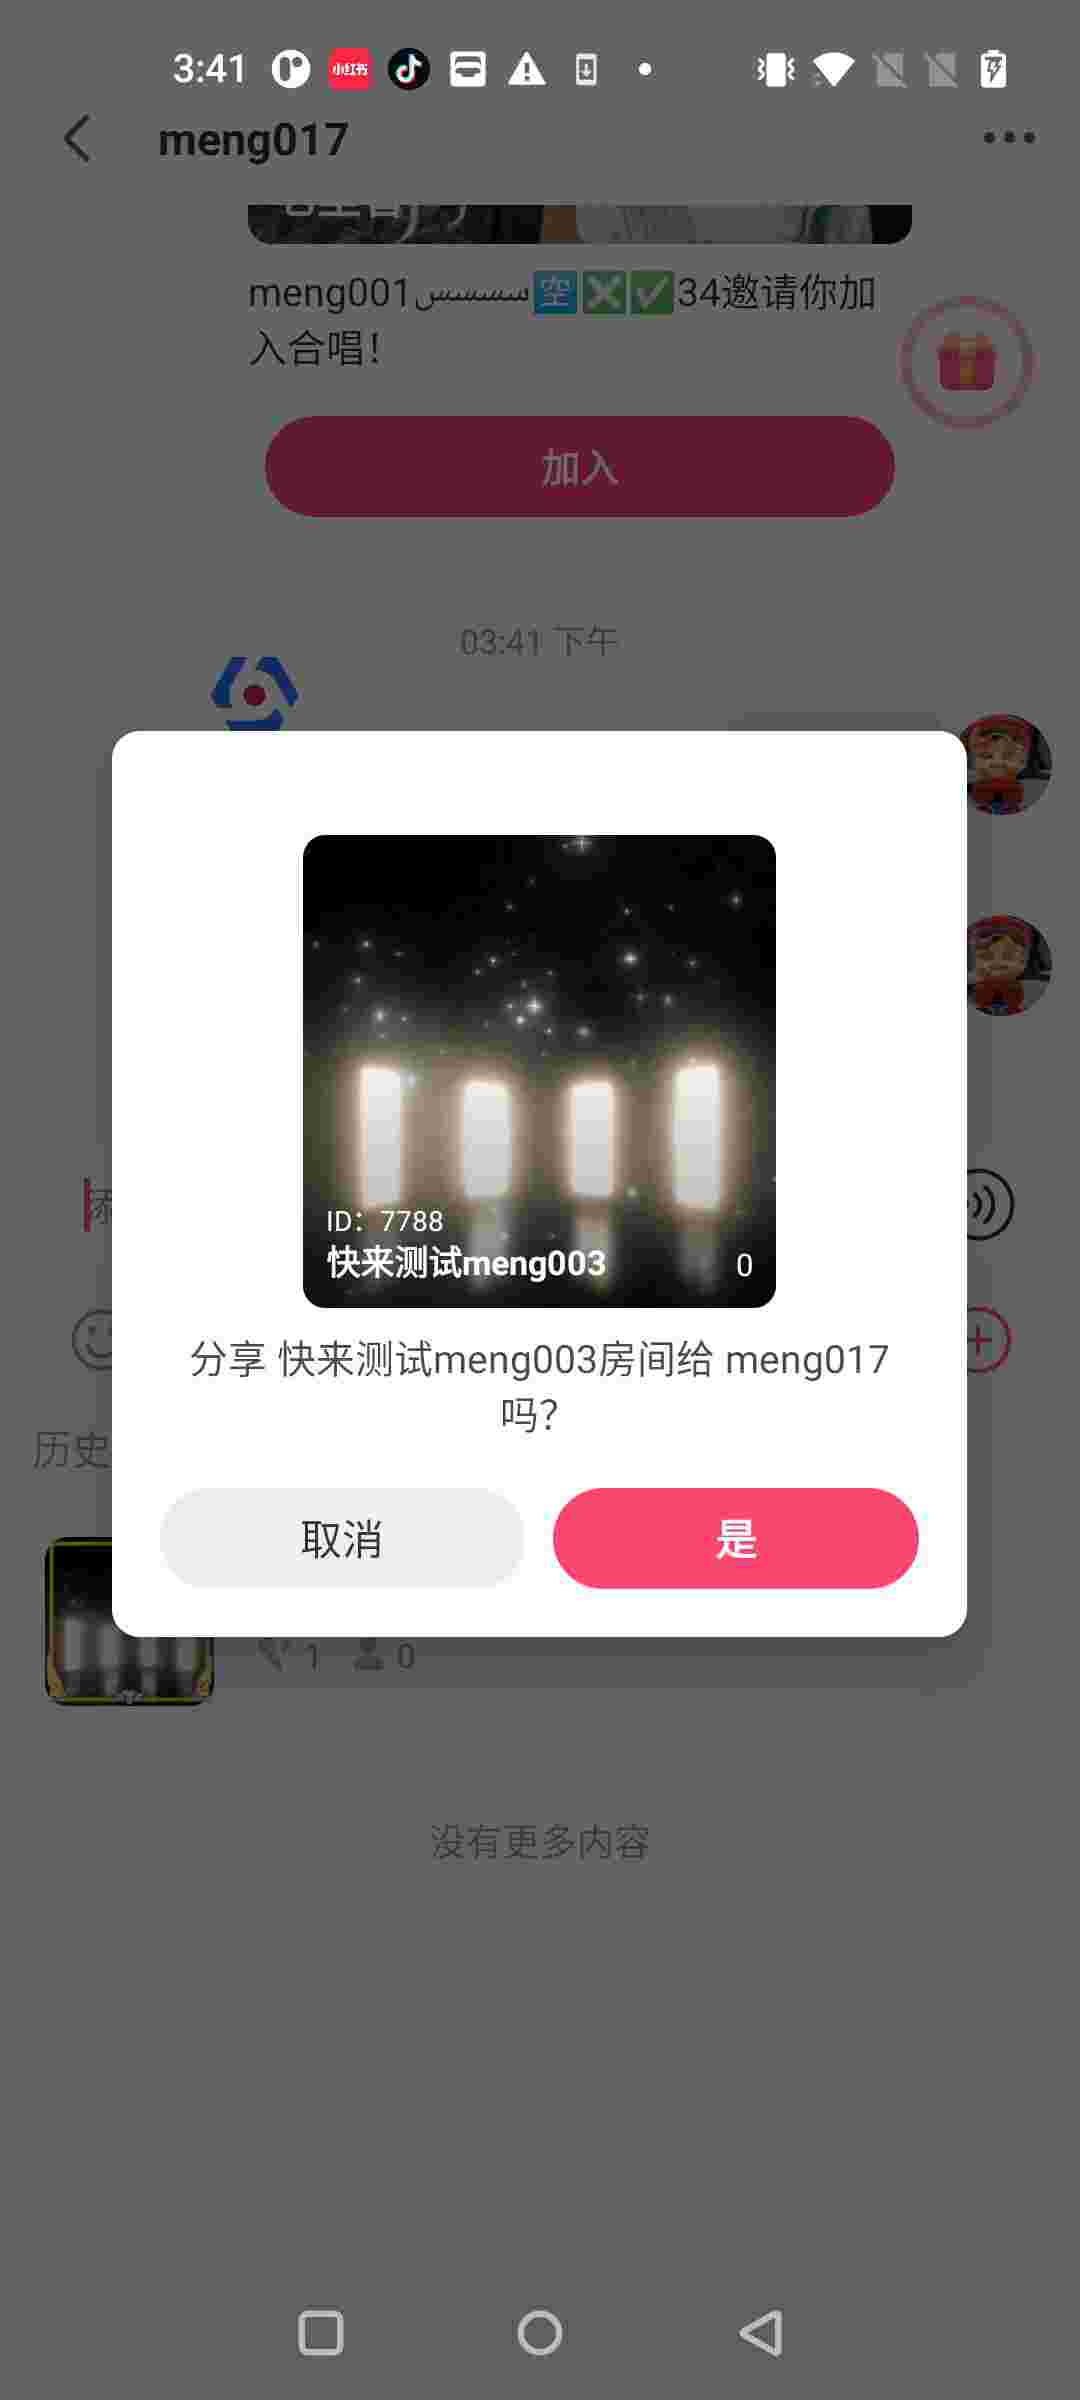 3:41
小红书
meng017
meng001سسسسس🈳❎✅34邀请你加
入合唱！
加入
03:41 下午
ID：7788
快来测试meng003
0
分享 快来测试meng003房间给 meng017
吗？
取消
是
历史
1
0
没有更多内容